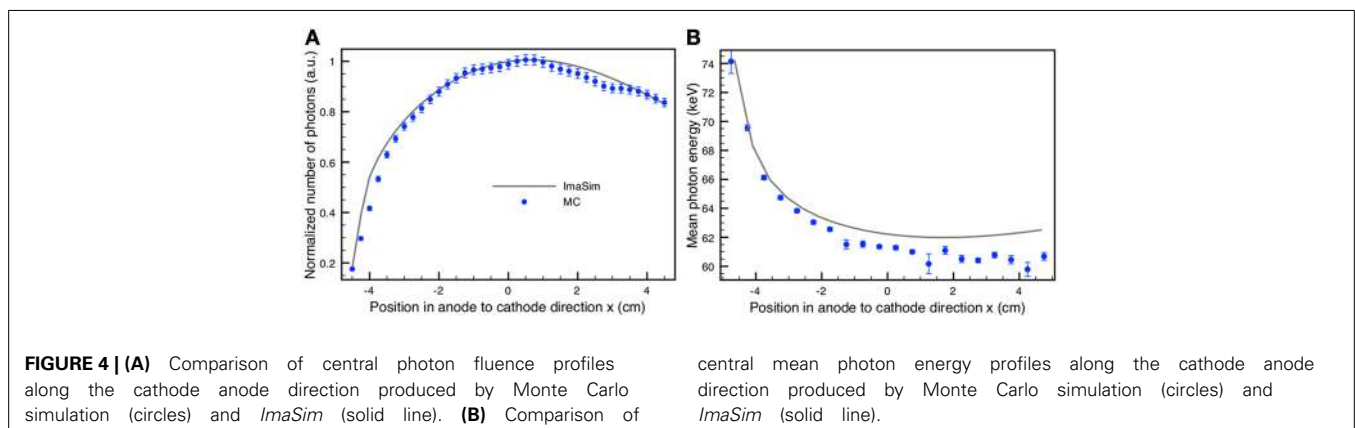 A
Normalized number of photons (a.u.)
1
0.8
0.6
0.4
0.2
ImaSim
MC
-4
-2
0
2
4
Position in anode to cathode direction x (cm)
B
Mean photon energy (keV)
74
72
70
68
66
64
62
60
-4
-2
0
2
4
Position in anode to cathode direction x (cm)
FIGURE 4 | (A) Comparison of central photon fluence profiles
along the cathode anode direction produced by Monte Carlo
simulation (circles) and ImaSim (solid line). (B) Comparison of
central mean photon energy profiles along the cathode anode
direction produced by Monte Carlo simulation (circles) and
ImaSim (solid line).